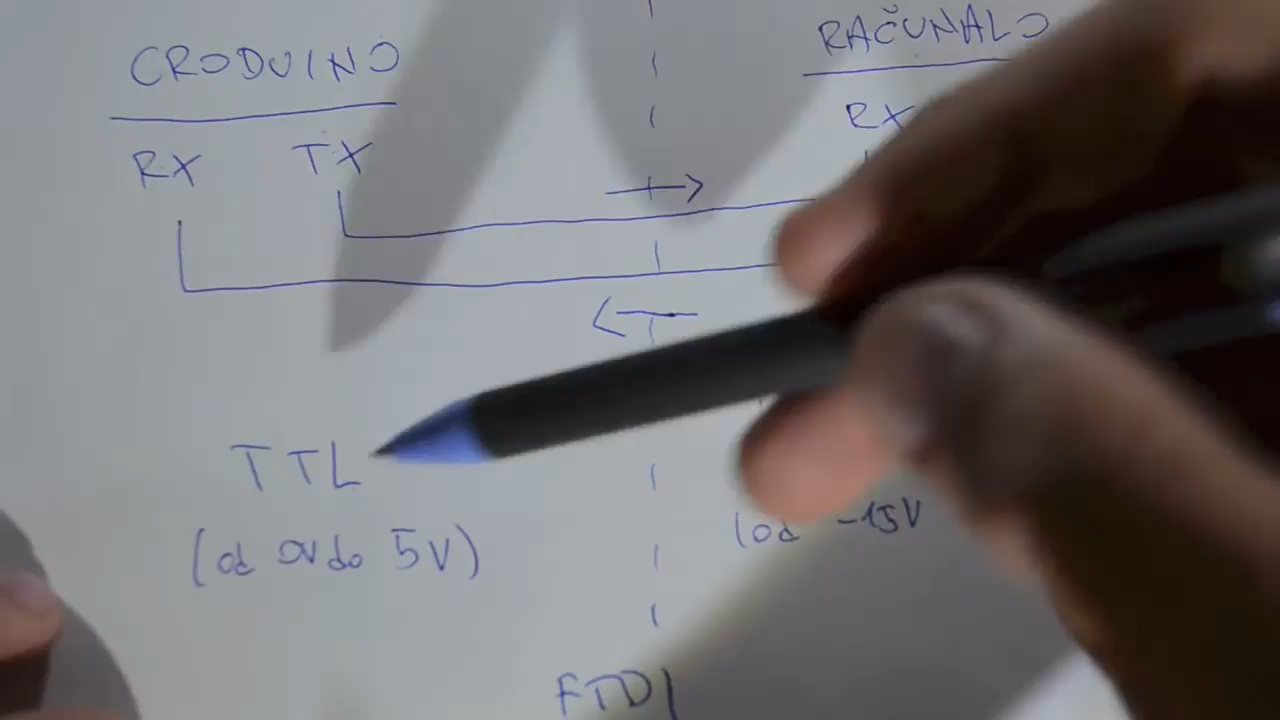 CRODUINO
RX TX
TTL
(od 0V do 5V)
RAČUNALO
RX
(od -15V
FTDI